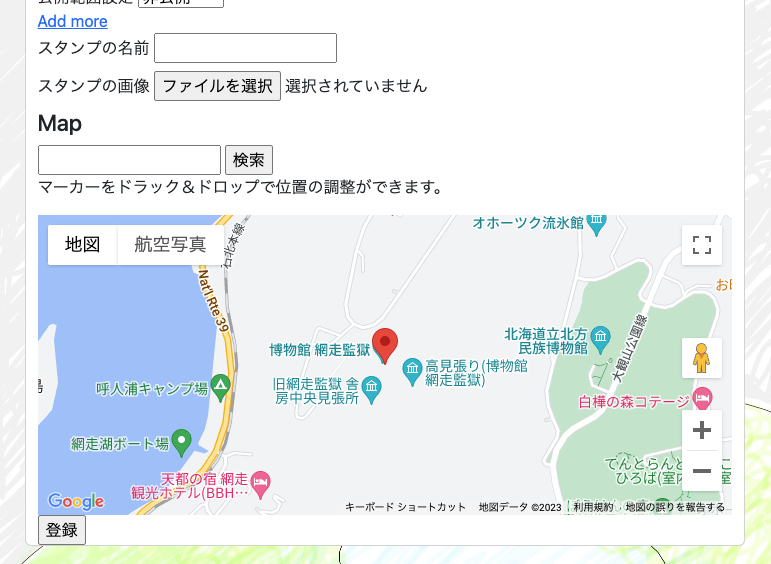 公開範囲設定 非公開
Add more
スタンプの名前
スタンプの画像 ファイルを選択 選択されていません
Map
検索
マーカーをドラック＆ドロップで位置の調整ができます。
地図 航空写真
石北本線
オホーツク流氷館
Nat'l Rte 39
博物館 網走監獄
北海道立北方
民族博物館
大観山公園線
高見張り(博物館
網走監獄)
旧網走監獄 舎
房中央見張所
呼人浦キャンプ場
白樺の森コテージ
網走湖ボート場
天都の宿 網走
観光ホテル(BBH…
てんとらんど
ひろば(室内
Google
キーボード ショートカット 地図データ ©2023 利用規約 地図の誤りを報告する
登録